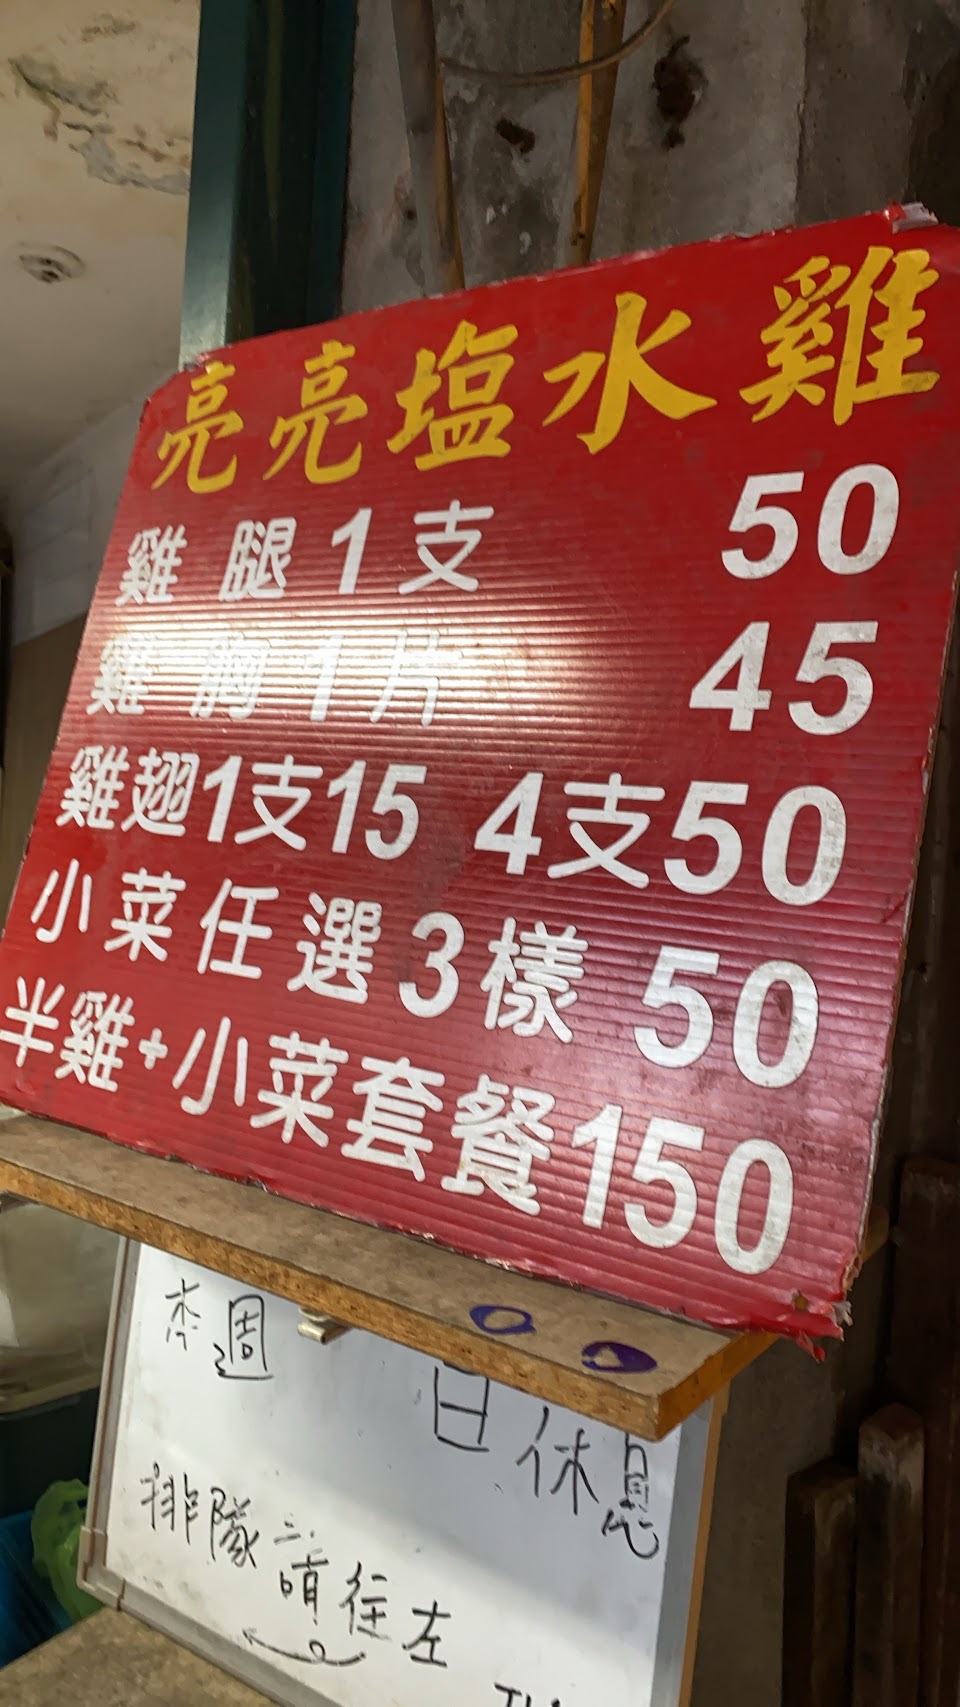 亮亮塩水雞
雞腿1支 50
雞胸1片 45
雞翅1支15 4支50
小菜任選3樣 50
半雞+小菜套餐150
本週 日休息
排隊請往左